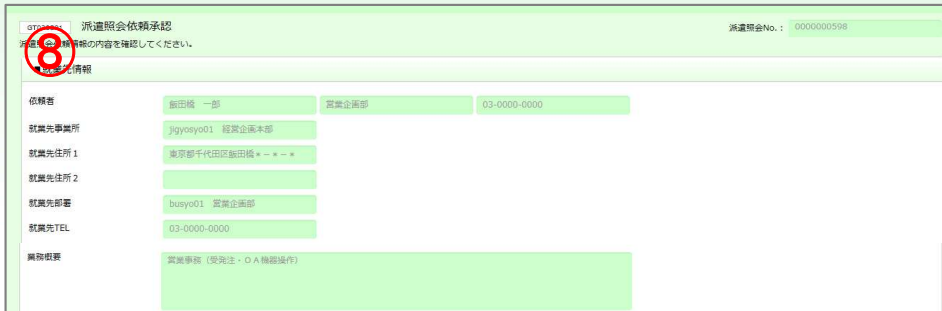 派遣照会依頼承認
派遣照会No.： 0000000598
派遣照会依頼情報の内容を確認してください。
⑧
■就業先情報
依頼者 飯田橋　一郎 営業企画部 03-0000-0000
就業先事業所 jigyosyo01　経営企画本部
就業先住所１ 東京都千代田区飯田橋＊－＊－＊
就業先住所２
就業先部署 busyo01　営業企画部
就業先TEL 03-0000-0000
業務概要 営業事務（受発注・ＯＡ機器操作）